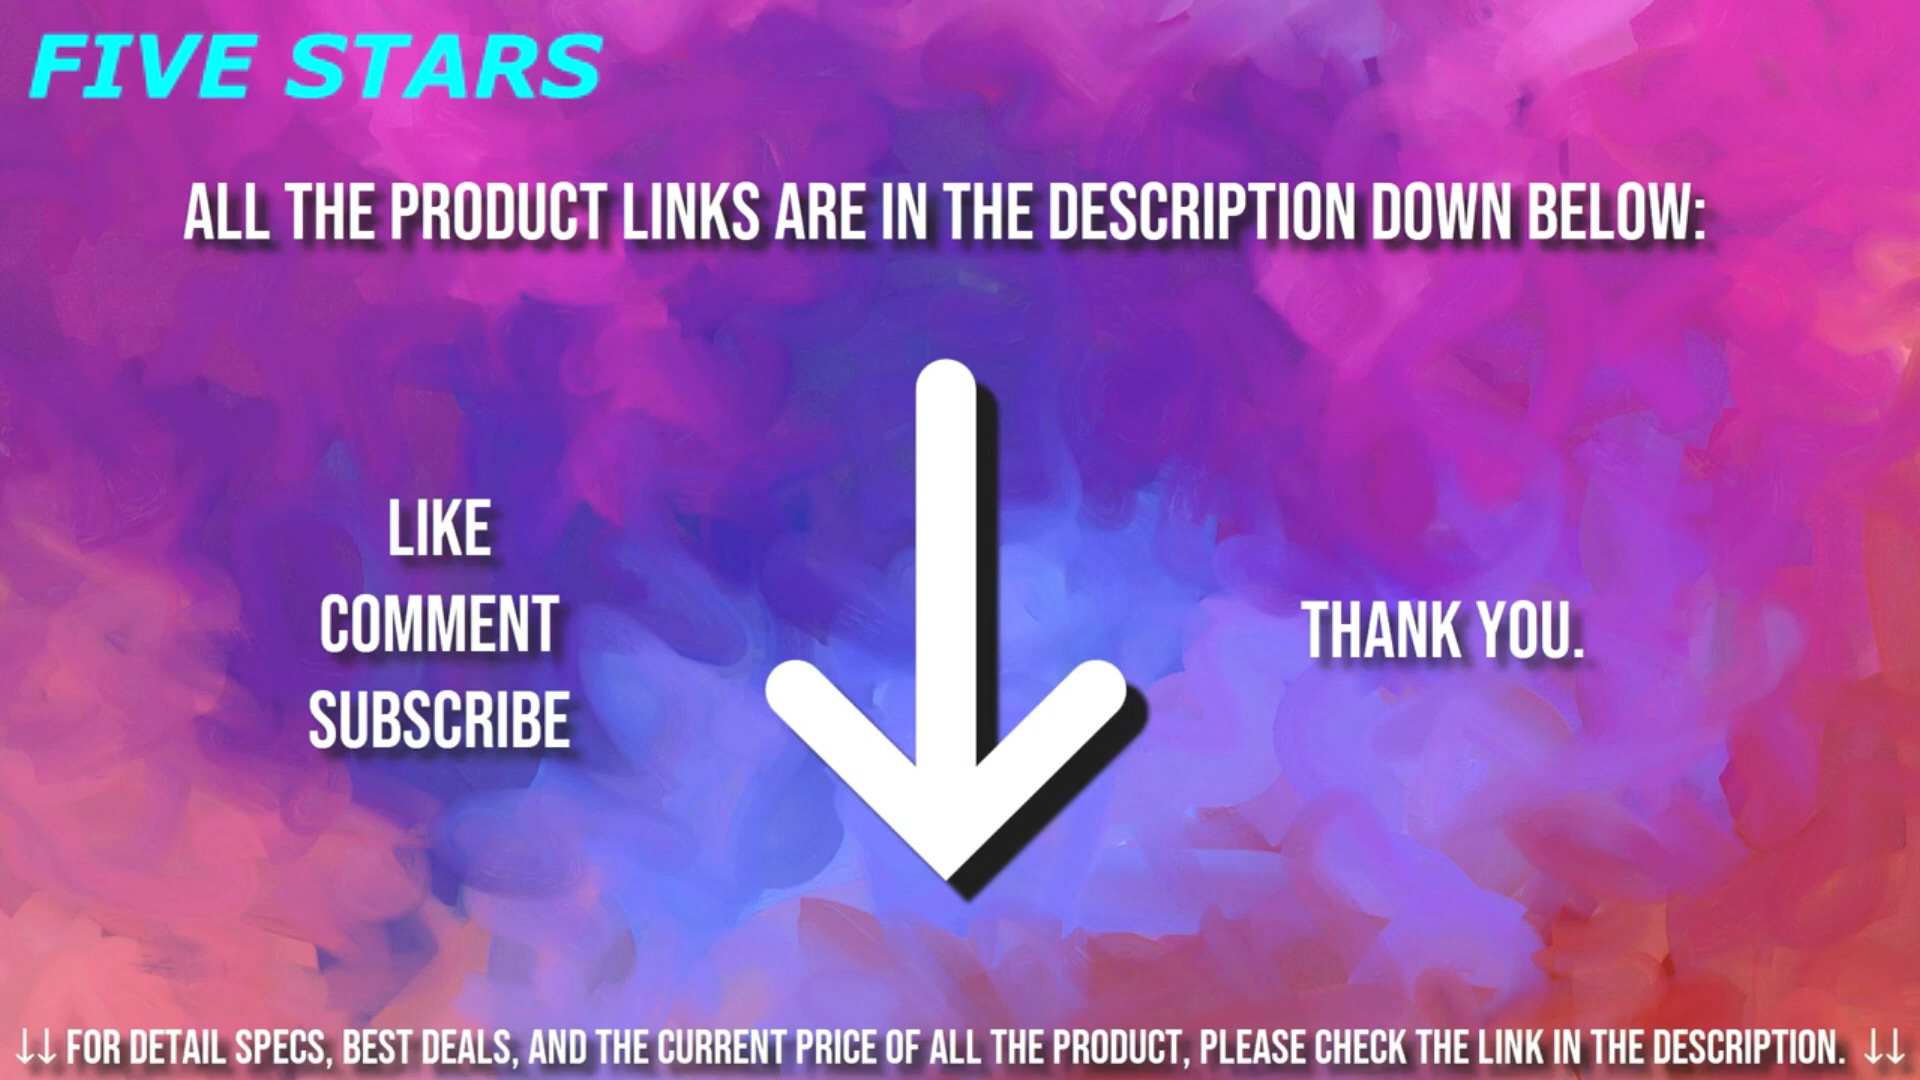 FIVE STARS
ALL THE PRODUCT LINKS ARE IN THE DESCRIPTION DOWN BELOW:
LIKE
COMMENT
SUBSCRIBE
THANK YOU.
↓↓ FOR DETAIL SPECS, BEST DEALS, AND THE CURRENT PRICE OF ALL THE PRODUCT, PLEASE CHECK THE LINK IN THE DESCRIPTION. ↓↓